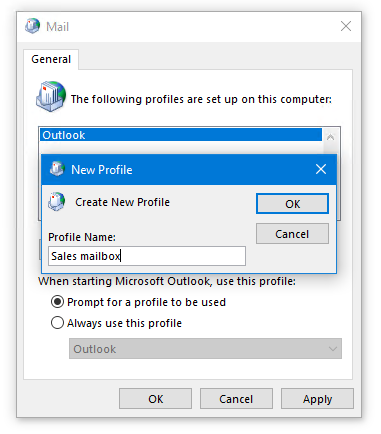 Mail
General
The following profiles are set up on this computer:
Outlook
New Profile
Create New Profile
OK
Cancel
Profile Name:
Sales mailbox
When starting Microsoft Outlook, use this profile:
Prompt for a profile to be used
Always use this profile
Outlook
OK
Cancel
Apply